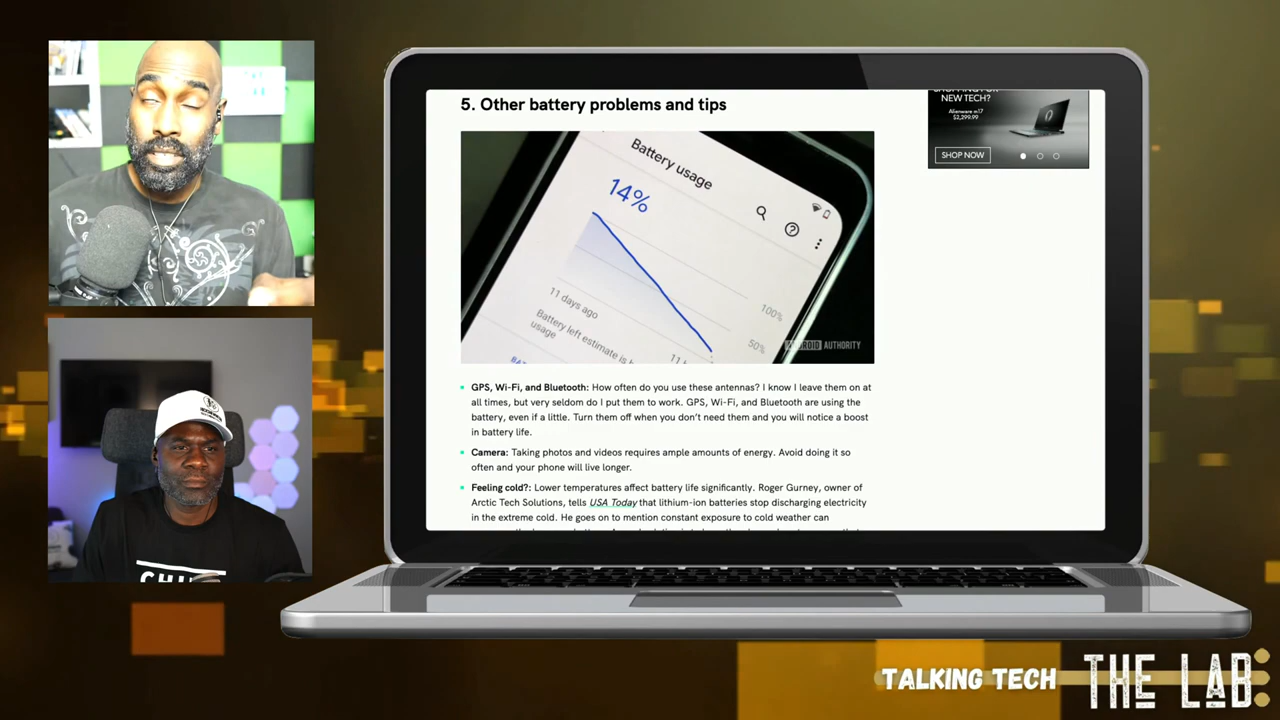 5. Other battery problems and tips
NEW TECH?
Alienware m17
$2,299.99
SHOP NOW
Battery usage
14%
11 days ago
100%
50%
Battery left estimate is
usage
AUTHORITY
GPS, Wi-Fi, and Bluetooth: How often do you use these antennas? I know I leave them on at
all times, but very seldom do I put them to work. GPS, Wi-Fi, and Bluetooth are using the
battery, even if a little. Turn them off when you don't need them and you will notice a boost
in battery life.
Camera: Taking photos and videos requires ample amounts of energy. Avoid doing it so
often and your phone will live longer.
Feeling cold?: Lower temperatures affect battery life significantly. Roger Gurney, owner of
Arctic Tech Solutions, tells USA Today that lithium-ion batteries stop discharging electricity
in the extreme cold. He goes on to mention constant exposure to cold weather can
TALKING TECH
THE LAB